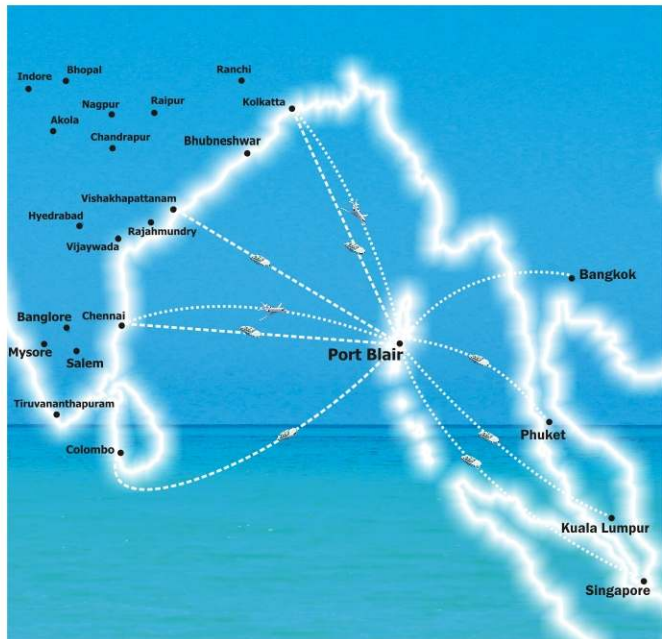 Bhopal
Indore
Ranchi
Kolkatta
Nagpur
Raipur
Akola
Chandrapur
Bhubneshwar
Vishakhapattanam
Hyedrabad
Rajahmundry
Vijaywada
Bangkok
Banglore
Chennai
Mysore
Salem
Port Blair
Tiruvananthapuram
Phuket
Colombo
Kuala Lumpur
Singapore